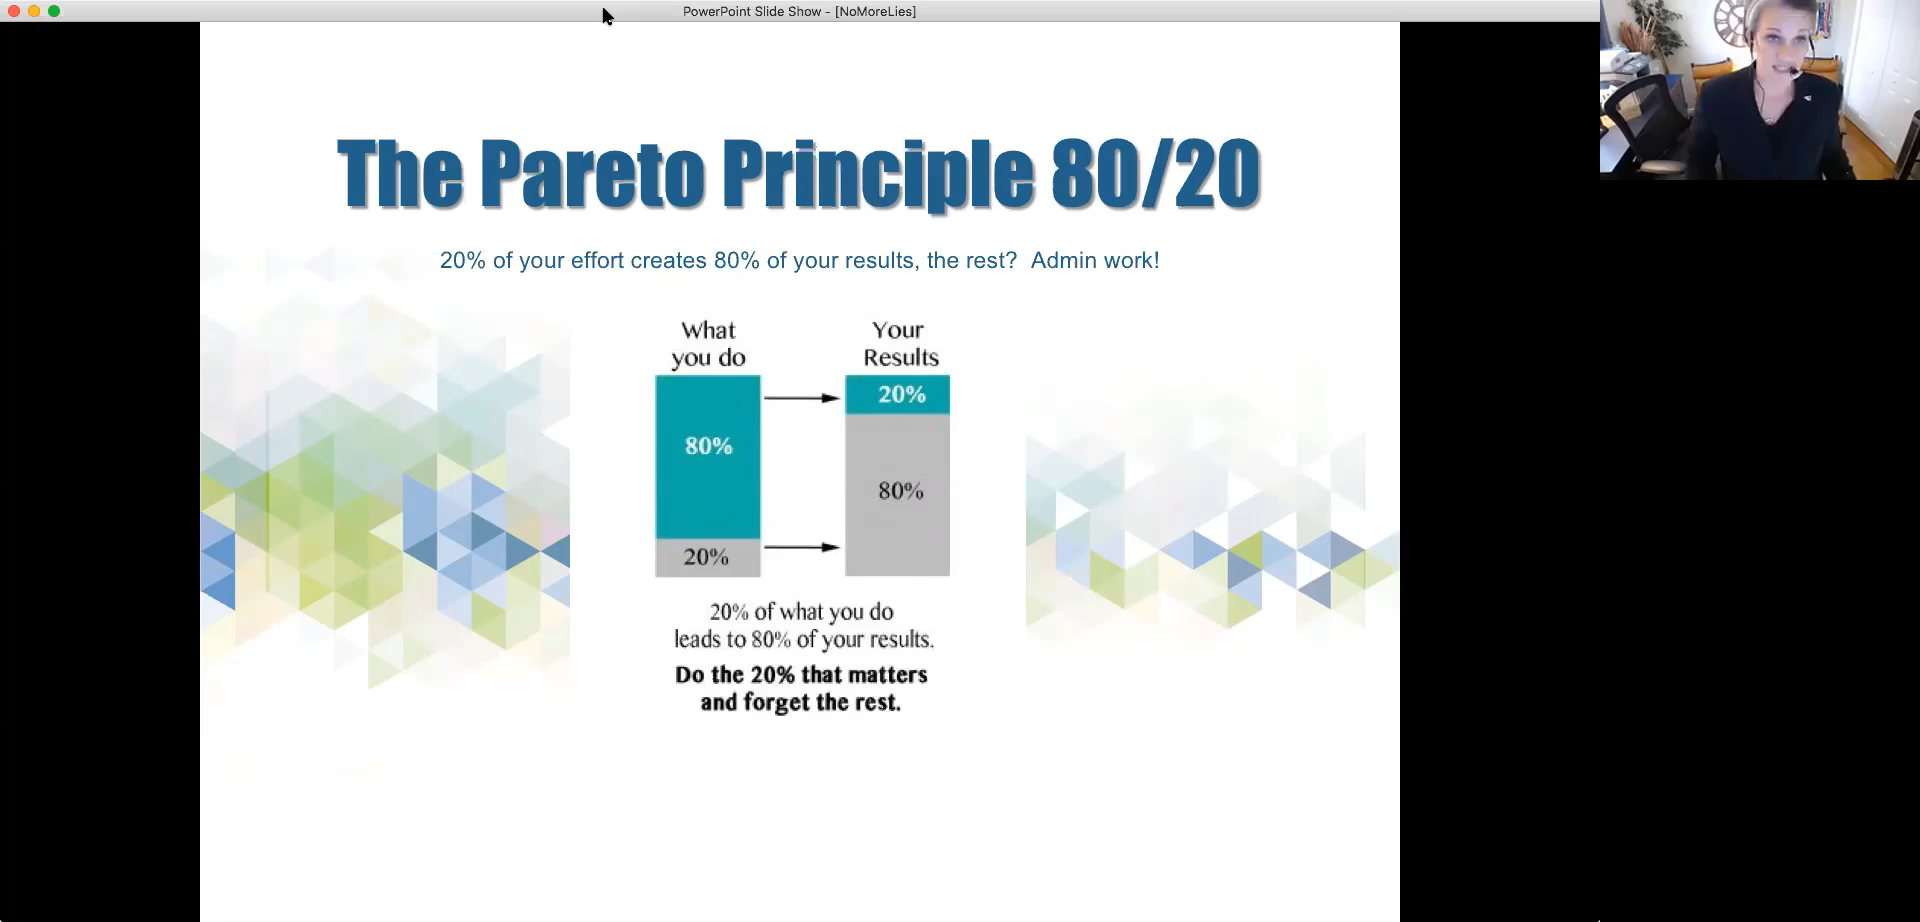 PowerPoint Slide Show - [NoMoreLies]
The Pareto Principle 80/20
20% of your effort creates 80% of your results, the rest?  Admin work!
What
you do
Your
Results
80%
20%
20%
80%
20% of what you do
leads to 80% of your results.
Do the 20% that matters
and forget the rest.